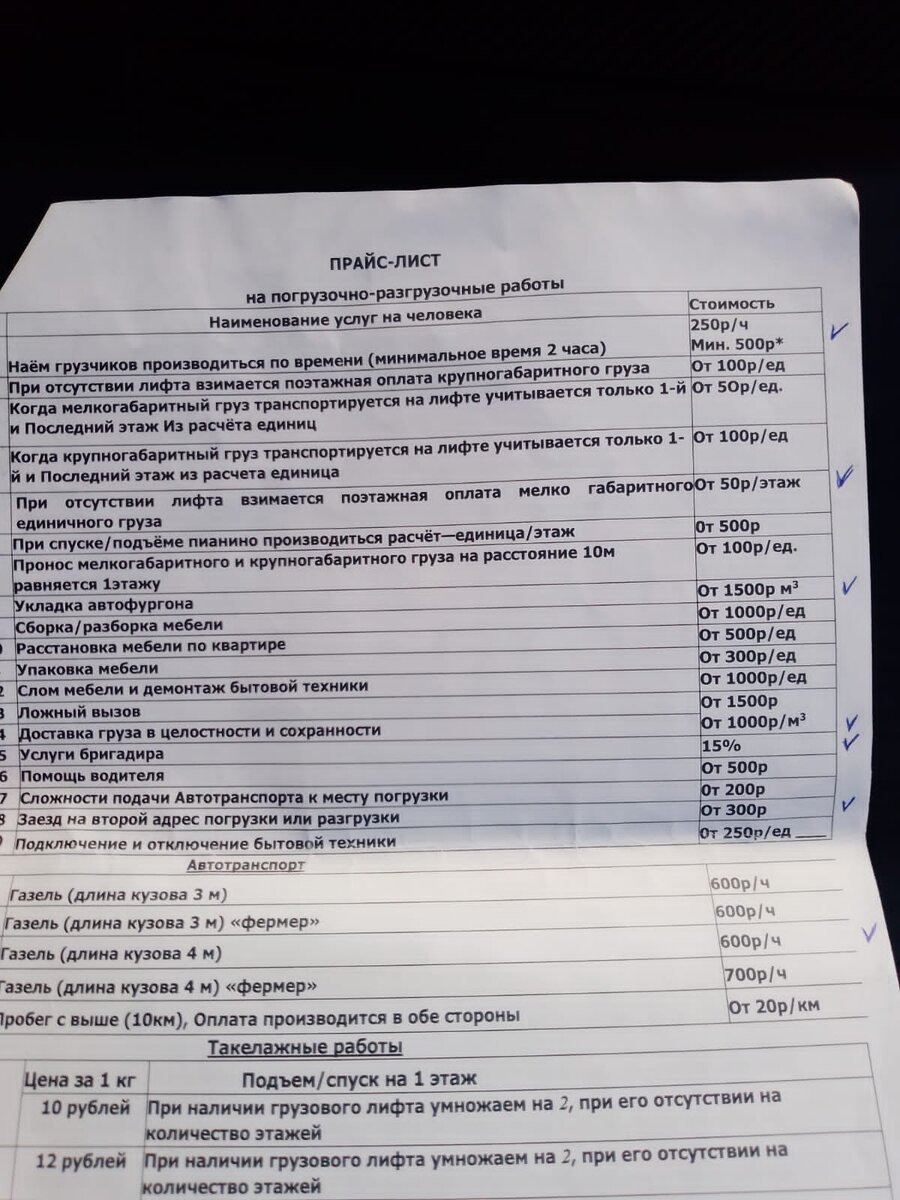 ПРАЙС-ЛИСТ
на погрузочно-разгрузочные работы
Наименование услуг на человека
Стоимость
Наём грузчиков производиться по времени (минимальное время 2 часа)
250р/ч
Мин. 500р*
При отсутствии лифта взимается поэтажная оплата крупногабаритного груза
От 100р/ед
Когда мелкогабаритный груз транспортируется на лифте учитывается только 1-й
и Последний этаж Из расчёта единиц
От 5Ор/ед.
Когда крупногабаритный груз транспортируется на лифте учитывается только 1-
й и Последний этаж из расчета единица
От 100р/ед
При отсутствии лифта взимается поэтажная оплата мелко габаритного
единичного груза
От 50р/этаж
При спуске/подъёме пианино производиться расчёт—единица/этаж
0т 500р
Пронос мелкогабаритного и крупногабаритного груза на расстояние 10м
равняется 1этажу
От 100р/ед.
Укладка автофургона
От 1500р м³
Сборка/разборка мебели
От 1000р/ед
0 Расстановка мебели по квартире
От 500р/ед
Упаковка мебели
От 300р/ед
2 Слом мебели и демонтаж бытовой техники
От 1000р/ед
3 Ложный вызов
От 1500р
4 Доставка груза в целостности и сохранности
От 1000р/м³
5 Услуги бригадира
15%
6 Помощь водителя
От 500р
7 Сложности подачи Автотранспорта к месту погрузки
От 200р
8 Заезд на второй адрес погрузки или разгрузки
От 300р
9 Подключение и отключение бытовой техники
0т 250р/ед
Автотранспорт
Газель (длина кузова 3 м)
600р/ч
Газель (длина кузова 3 м) «фермер»
600р/ч
Газель (длина кузова 4 м)
600р/ч
Газель (длина кузова 4 м) «фермер»
700р/ч
Пробег с выше (10км), Оплата производится в обе стороны
От 20р/км
Такелажные работы
Цена за 1 кг
Подъем/спуск на 1 этаж
10 рублей
При наличии грузового лифта умножаем на 2, при его отсутствии на
количество этажей
12 рублей
При наличии грузового лифта умножаем на 2, при его отсутствии на
количество этажей